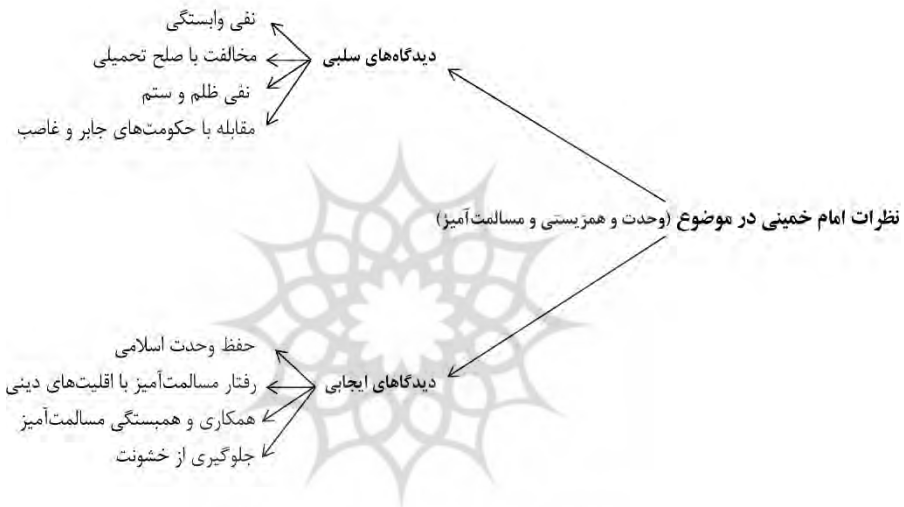 نظرات امام خمینی در موضوع (وحدت و همزیستی و مسالمت‌آمیز)
دیدگاه‌های سلبی
نفی وابستگی
مخالفت با صلح تحمیلی
نفی ظلم و ستم
مقابله با حکومت‌های جابر و غاصب
دیدگاهای ایجابی
حفظ وحدت اسلامی
رفتار مسالمت‌آمیز با اقلیت‌های دینی
همکاری و همبستگی مسالمت‌آمیز
جلوگیری از خشونت